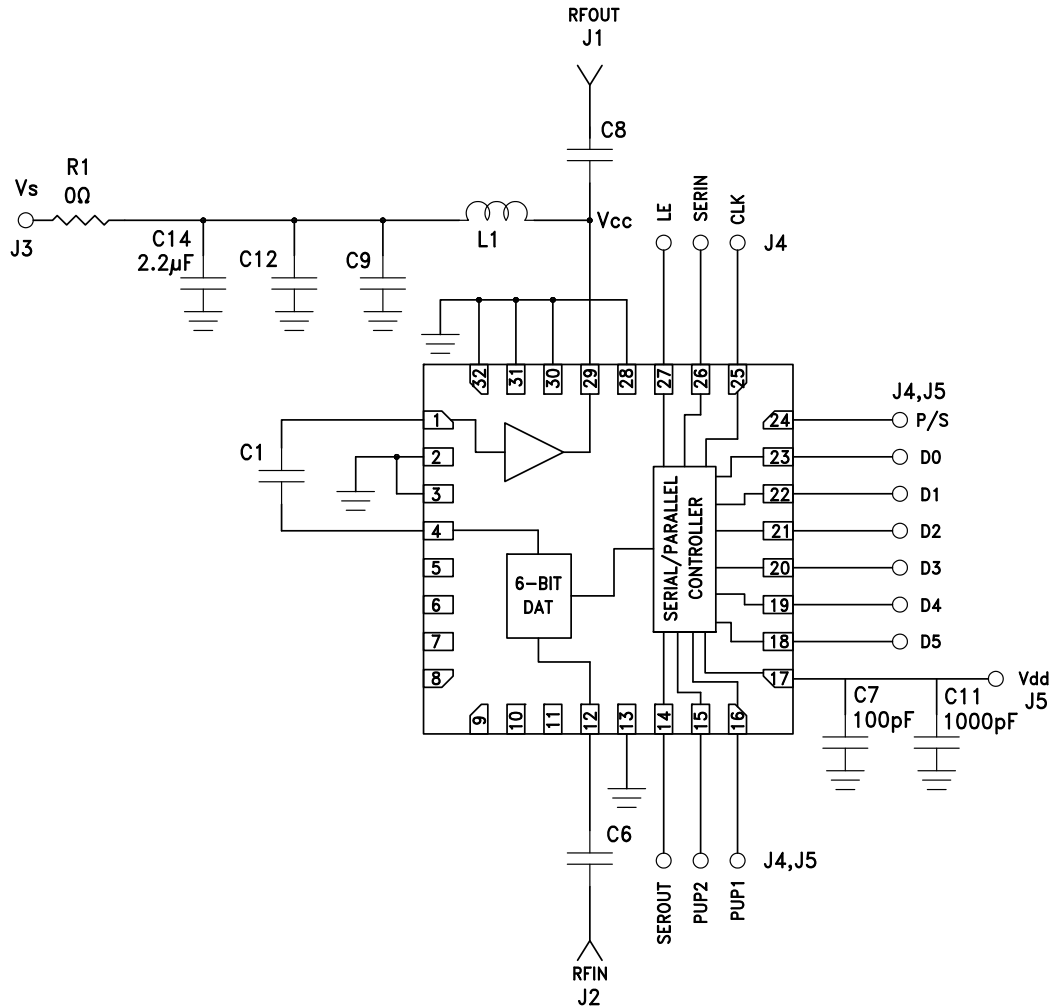 RFOUT
J1
C8
R1
0Ω
Vs
J3
C14
2.2µF
C12
C9
L1
Vcc
LE
SERIN
CLK
J4
32
31
30
29
28
27
26
25
J4,J5
1
2
3
4
5
6
7
8
C1
24
23
22
21
20
19
18
17
P/S
D0
D1
D2
D3
D4
D5
Vdd
J5
6-BIT
DAT
SERIAL/PARALLEL
CONTROLLER
C7
100pF
C11
1000pF
9
10
11
12
13
14
15
16
C6
J4,J5
SEROUT
PUP2
PUP1
RFIN
J2